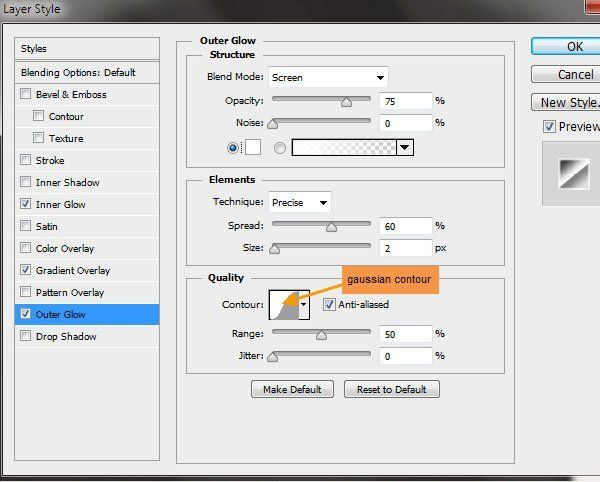 Layer Style
Styles
Blending Options: Default
Bevel & Emboss
Contour
Texture
Stroke
Inner Shadow
Inner Glow
Satin
Color Overlay
Gradient Overlay
Pattern Overlay
Outer Glow
Drop Shadow
Outer Glow
Structure
Blend Mode: Screen
Opacity: 75 %
Noise: 0 %
Elements
Technique: Precise
Spread: 60 %
Size: 2 px
Quality
gaussian contour
Contour: Anti-aliased
Range: 50 %
Jitter: 0 %
Make Default Reset to Default
OK
Cancel
New Style..
Preview